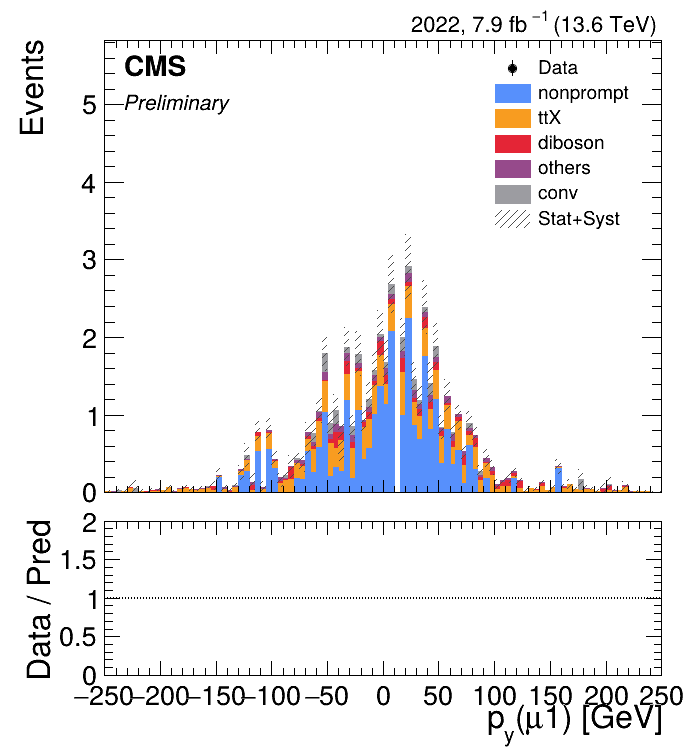 2022, 7.9 fb⁻¹ (13.6 TeV)
CMS
Preliminary
Events
Data
nonprompt
ttX
diboson
others
conv
Stat+Syst
5
4
3
2
1
0
Data / Pred
2
1.5
1
0.5
0
−250 −200 −150 −100 −50 0 50 100 150 200 250
p_y(μ1) [GeV]